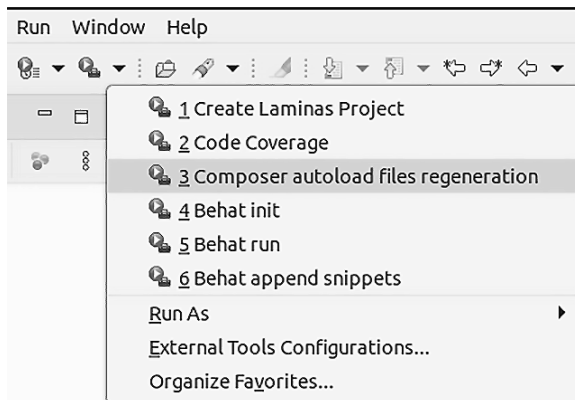 Run Window Help
1 Create Laminas Project
2 Code Coverage
3 Composer autoload files regeneration
4 Behat init
5 Behat run
6 Behat append snippets
Run As
External Tools Configurations...
Organize Favorites...